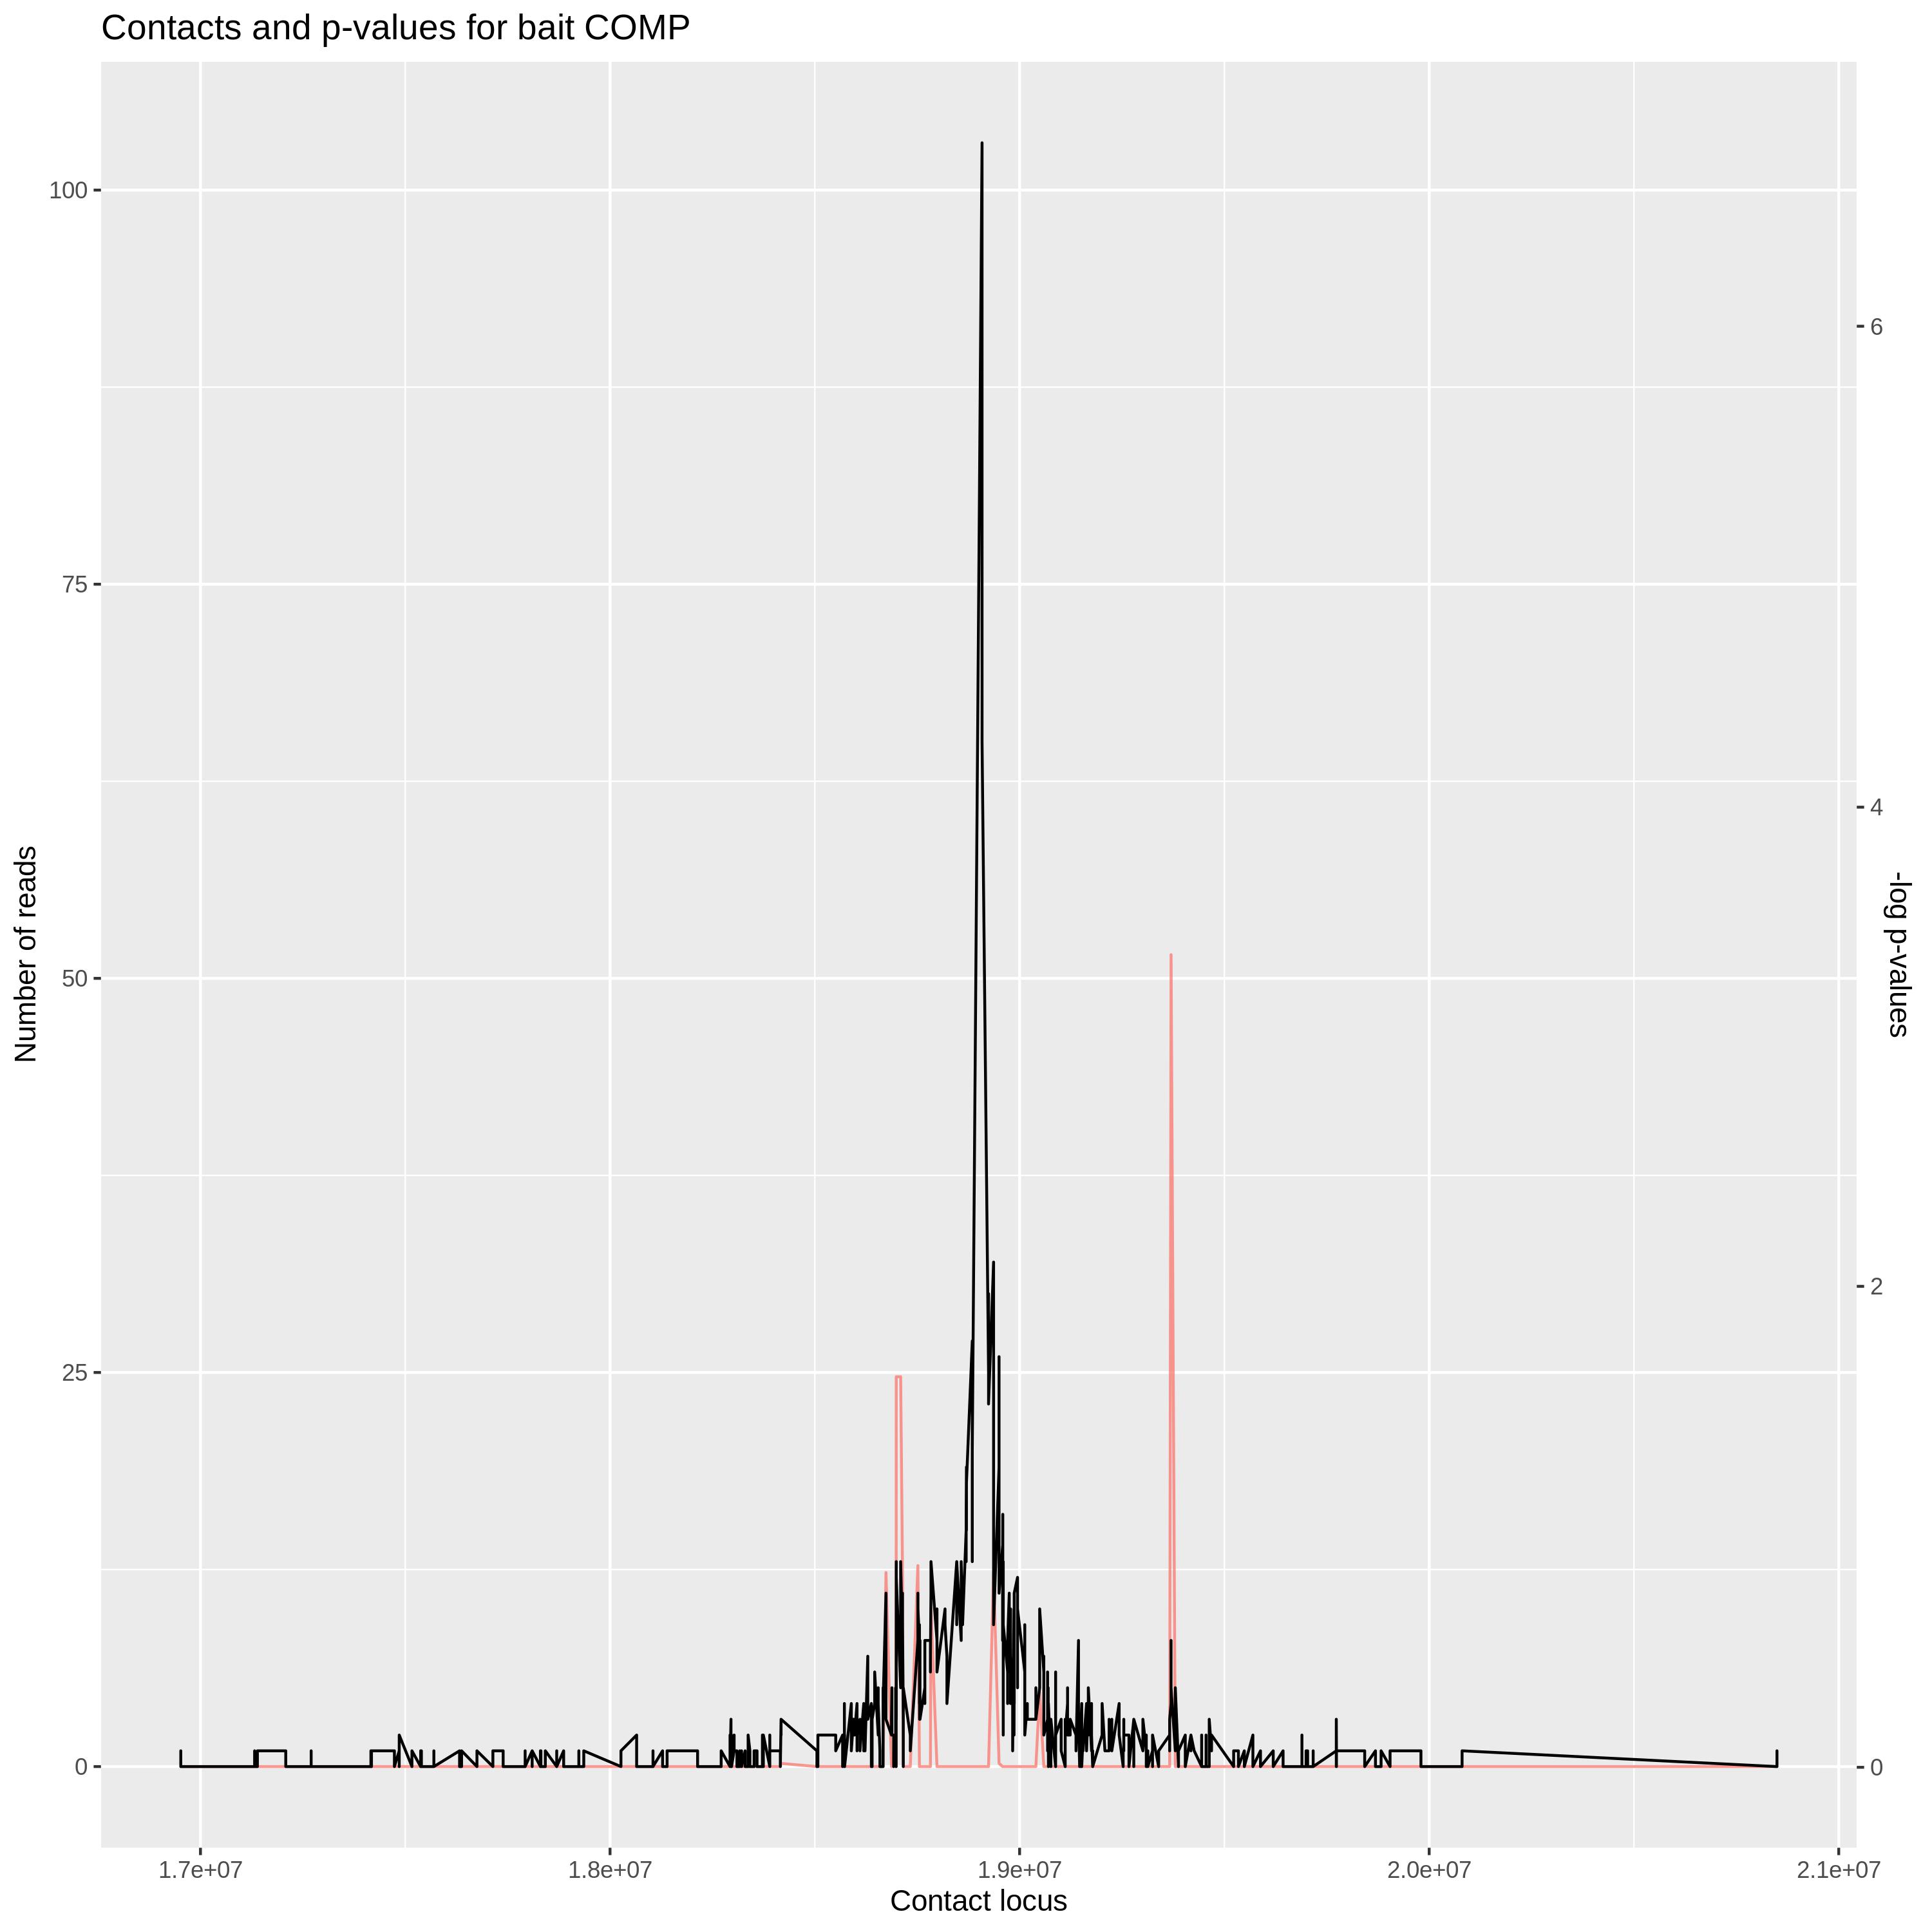 Contacts and p-values for bait COMP
100
75
50
25
0
Number of reads
6
4
2
0
-log p-values
1.7e+07
1.8e+07
1.9e+07
2.0e+07
2.1e+07
Contact locus